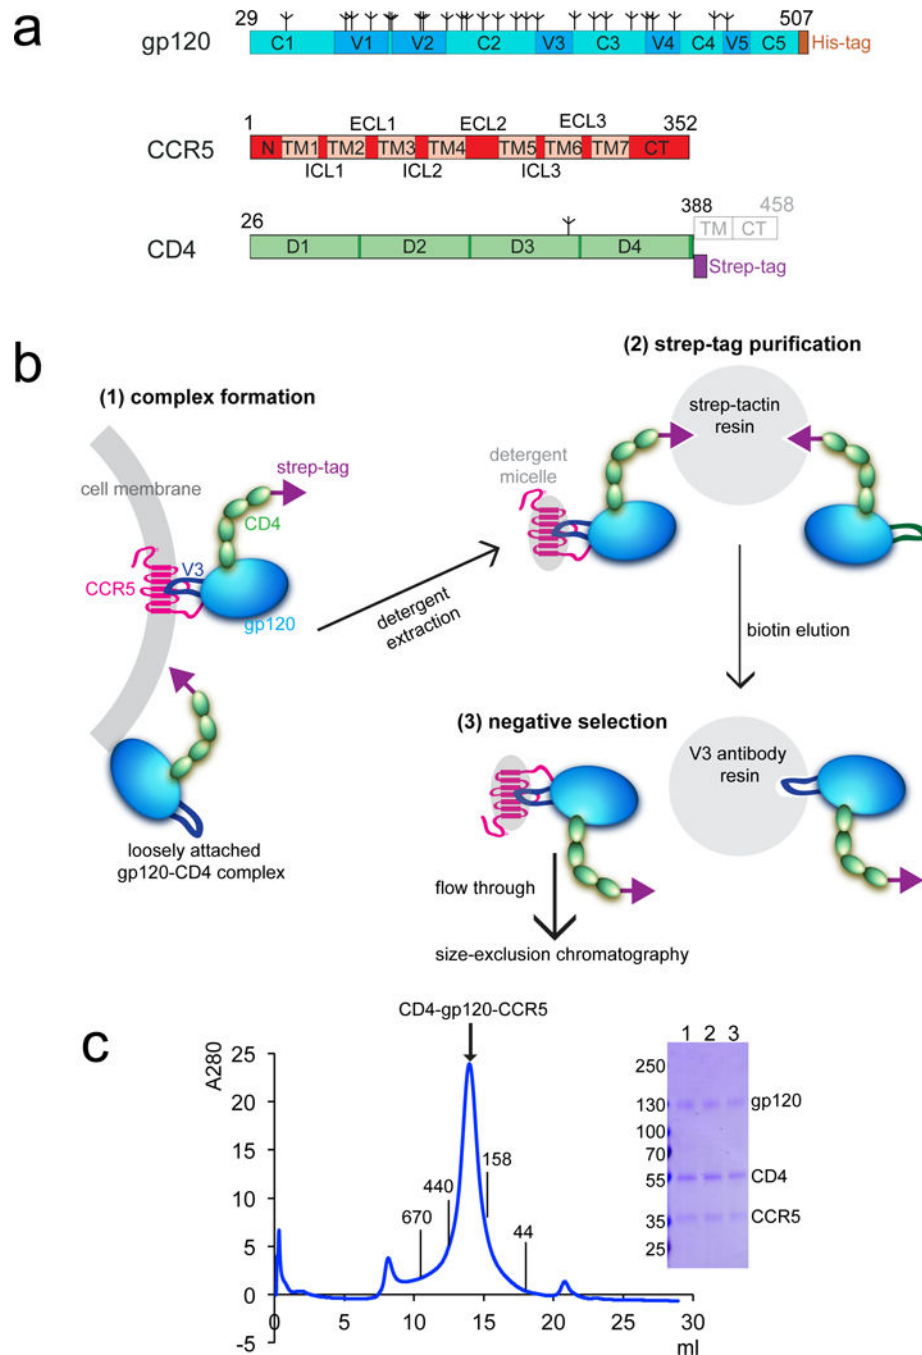 a
29
507
gp120
C1
V1
V2
C2
V3
C3
V4
C4
V5
C5
His-tag
1
ECL1
ECL2
ECL3
352
CCR5
N
TM1
TM2
TM3
TM4
TM5
TM6
TM7
CT
ICL1
ICL2
ICL3
26
388
458
TM
CT
CD4
D1
D2
D3
D4
Strep-tag
b
(1) complex formation
cell membrane
strep-tag
CD4
V3
CCR5
gp120
loosely attached
gp120-CD4 complex
detergent
extraction
(2) strep-tag purification
strep-tactin
resin
detergent
micelle
biotin elution
(3) negative selection
V3 antibody
resin
flow through
size-exclusion chromatography
c
CD4-gp120-CCR5
A280
25
20
15
10
5
0
-5
670
440
158
44
0
5
10
15
20
25
30
ml
1 2 3
250
130
100
70
55
35
25
gp120
CD4
CCR5